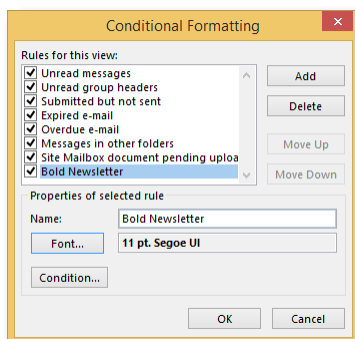 Conditional Formatting
Rules for this view:
Unread messages
Unread group headers
Submitted but not sent
Expired e-mail
Overdue e-mail
Messages in other folders
Site Mailbox document pending uploa
Bold Newsletter
Add
Delete
Move Up
Move Down
Properties of selected rule
Name:
Bold Newsletter
Font...
11 pt. Segoe UI
Condition...
OK
Cancel